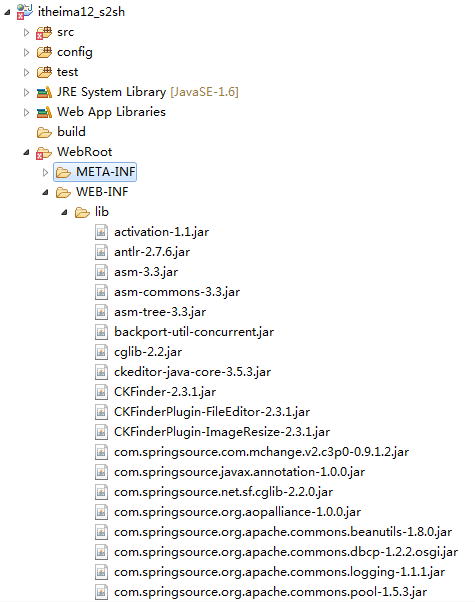 itheima12_s2sh
src
config
test
JRE System Library [JavaSE-1.6]
Web App Libraries
build
WebRoot
META-INF
WEB-INF
lib
activation-1.1.jar
antlr-2.7.6.jar
asm-3.3.jar
asm-commons-3.3.jar
asm-tree-3.3.jar
backport-util-concurrent.jar
cglib-2.2.jar
ckeditor-java-core-3.5.3.jar
CKFinder-2.3.1.jar
CKFinderPlugin-FileEditor-2.3.1.jar
CKFinderPlugin-ImageResize-2.3.1.jar
com.springsource.com.mchange.v2.c3p0-0.9.1.2.jar
com.springsource.javax.annotation-1.0.0.jar
com.springsource.net.sf.cglib-2.2.0.jar
com.springsource.org.aopalliance-1.0.0.jar
com.springsource.org.apache.commons.beanutils-1.8.0.jar
com.springsource.org.apache.commons.dbcp-1.2.2.osgi.jar
com.springsource.org.apache.commons.logging-1.1.1.jar
com.springsource.org.apache.commons.pool-1.5.3.jar